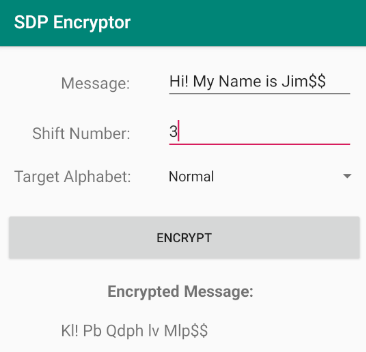 SDP Encryptor
Message: Hi! My Name is Jim$$
Shift Number: 3
Target Alphabet: Normal
ENCRYPT
Encrypted Message:
Kl! Pb Qdph lv Mlp$$